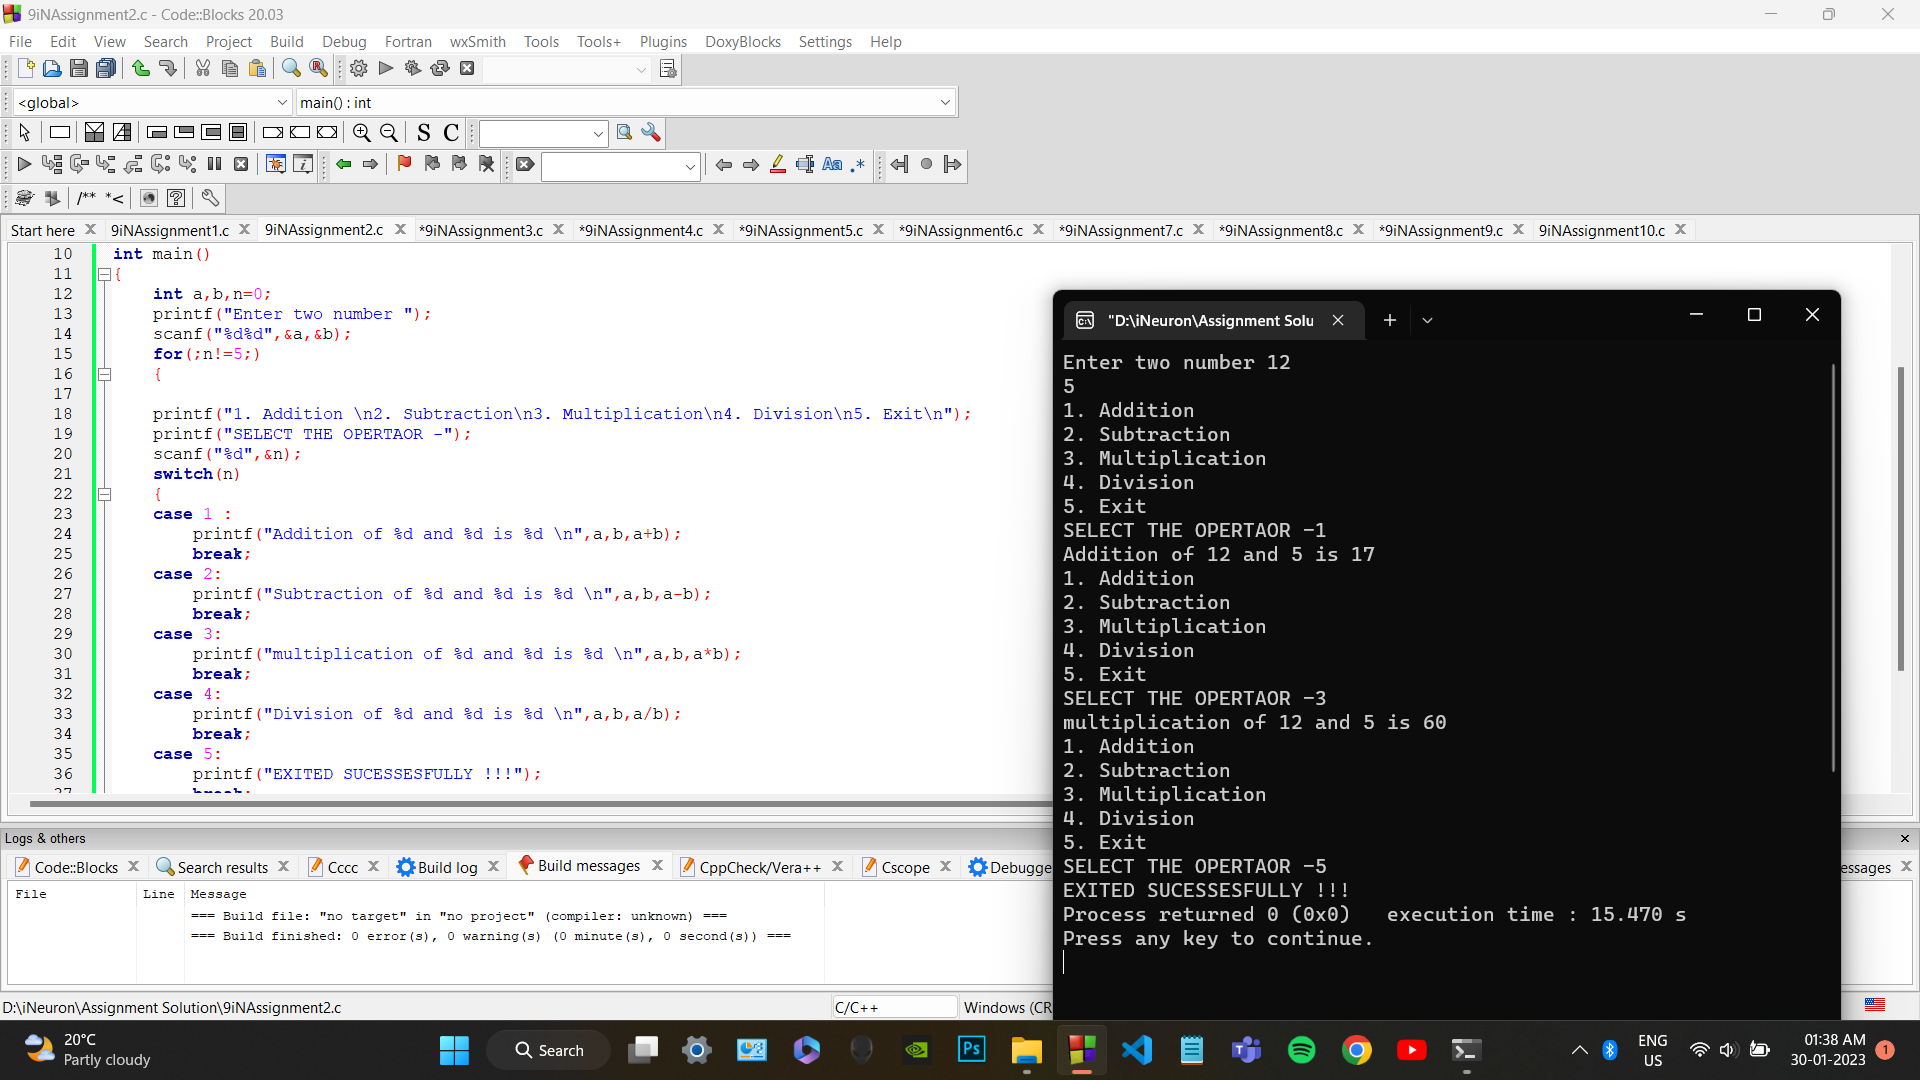 9iNAssignment2.c - Code::Blocks 20.03
File Edit View Search Project Build Debug Fortran wxSmith Tools Tools+ Plugins DoxyBlocks Settings Help
<global> main() : int
S C
Aa .*
/** *<
Start here 9iNAssignment1.c 9iNAssignment2.c *9iNAssignment3.c *9iNAssignment4.c *9iNAssignment5.c *9iNAssignment6.c *9iNAssignment7.c *9iNAssignment8.c *9iNAssignment9.c 9iNAssignment10.c
10 int main()
11 {
12 int a,b,n=0;
13 printf("Enter two number ");
14 scanf("%d%d",&a,&b);
15 for(;n!=5;)
16 {
17
18 printf("1. Addition \n2. Subtraction\n3. Multiplication\n4. Division\n5. Exit\n");
19 printf("SELECT THE OPERTAOR -");
20 scanf("%d",&n);
21 switch(n)
22 {
23 case 1 :
24 printf("Addition of %d and %d is %d \n",a,b,a+b);
25 break;
26 case 2:
27 printf("Subtraction of %d and %d is %d \n",a,b,a-b);
28 break;
29 case 3:
30 printf("multiplication of %d and %d is %d \n",a,b,a*b);
31 break;
32 case 4:
33 printf("Division of %d and %d is %d \n",a,b,a/b);
34 break;
35 case 5:
36 printf("EXITED SUCESSESFULLY !!!");
37 break;
"D:\iNeuron\Assignment Solu
Enter two number 12
5
1. Addition
2. Subtraction
3. Multiplication
4. Division
5. Exit
SELECT THE OPERTAOR -1
Addition of 12 and 5 is 17
1. Addition
2. Subtraction
3. Multiplication
4. Division
5. Exit
SELECT THE OPERTAOR -3
multiplication of 12 and 5 is 60
1. Addition
2. Subtraction
3. Multiplication
4. Division
5. Exit
SELECT THE OPERTAOR -5
EXITED SUCESSESFULLY !!!
Process returned 0 (0x0)   execution time : 15.470 s
Press any key to continue.
Logs & others
Code::Blocks Search results Cccc Build log Build messages CppCheck/Vera++ Cscope Debugge essages
File Line Message
=== Build file: "no target" in "no project" (compiler: unknown) ===
=== Build finished: 0 error(s), 0 warning(s) (0 minute(s), 0 second(s)) ===
D:\iNeuron\Assignment Solution\9iNAssignment2.c C/C++ Windows (CR
20°C
Partly cloudy
Search
Ps
ENG
US
01:38 AM
30-01-2023
1